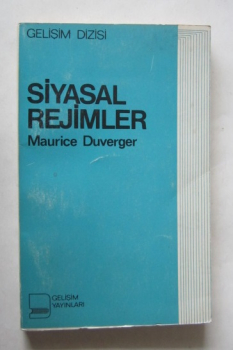 GELİŞİM DİZİSİ
SİYASAL
REJİMLER
Maurice Duverger
GELİŞİM
YAYINLARI